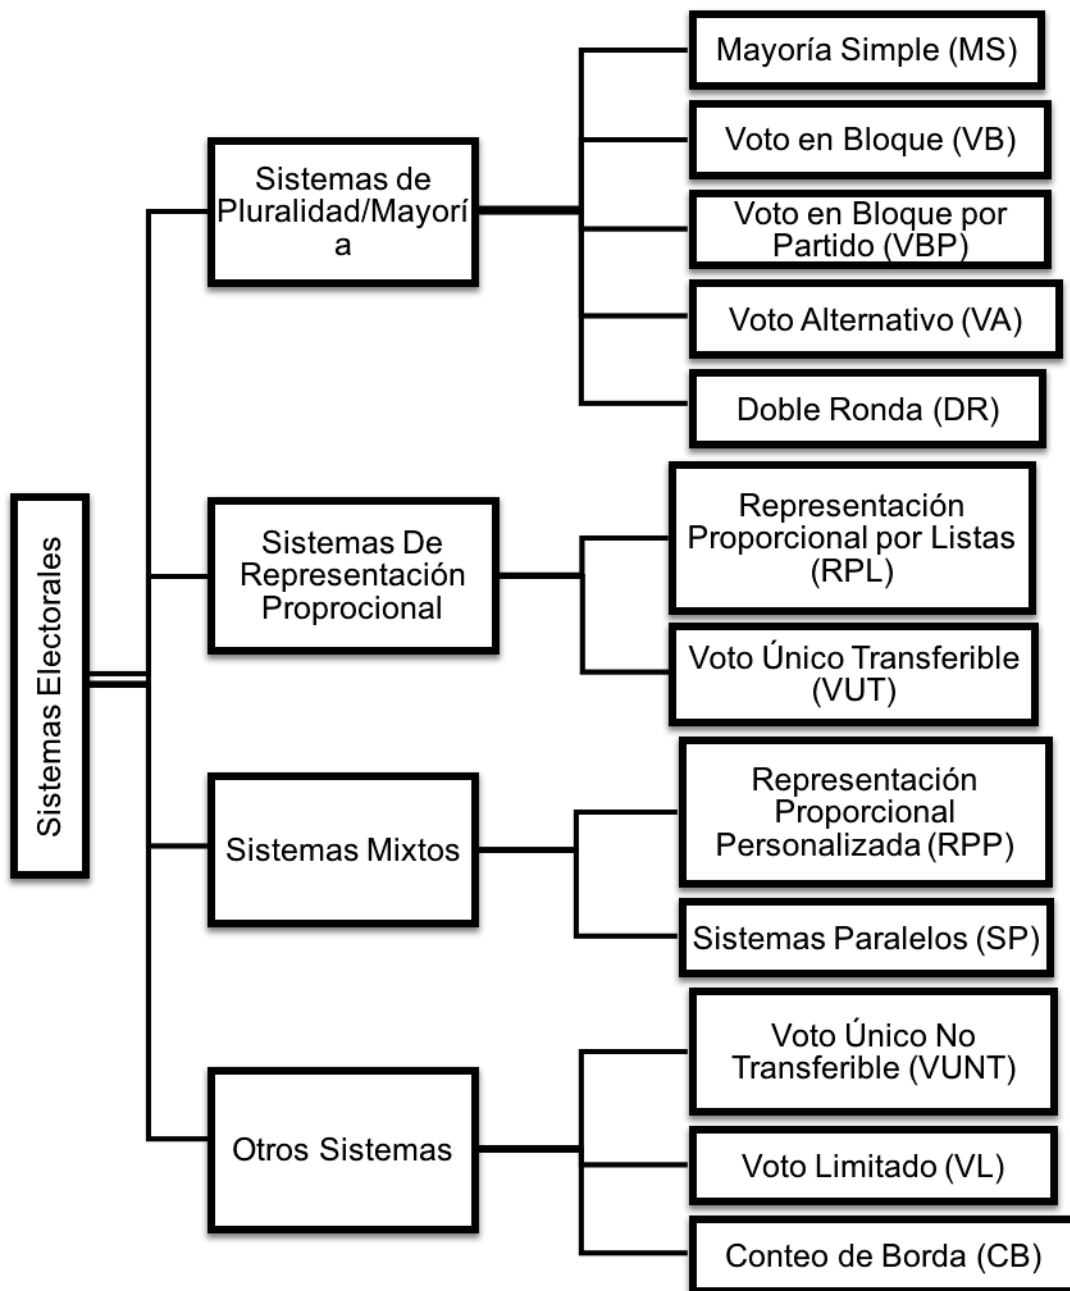 Sistemas Electorales
Sistemas de
Pluralidad/Mayorí
a
Mayoría Simple (MS)
Voto en Bloque (VB)
Voto en Bloque por
Partido (VBP)
Voto Alternativo (VA)
Doble Ronda (DR)
Sistemas De
Representación
Proprocional
Representación
Proporcional por Listas
(RPL)
Voto Único Transferible
(VUT)
Sistemas Mixtos
Representación
Proporcional
Personalizada (RPP)
Sistemas Paralelos (SP)
Otros Sistemas
Voto Único No
Transferible (VUNT)
Voto Limitado (VL)
Conteo de Borda (CB)